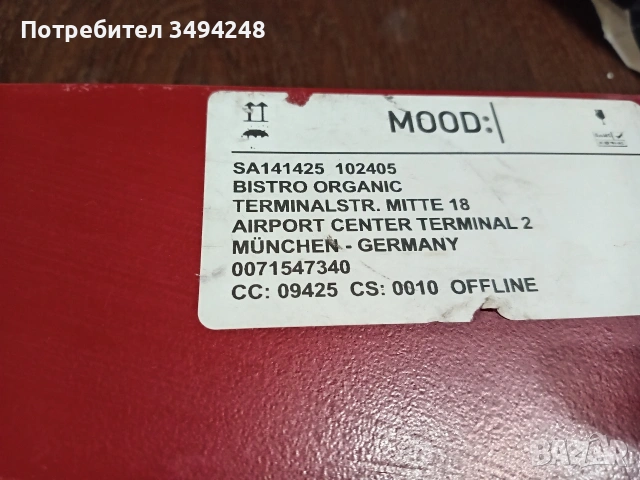 Потребител 3494248
MOOD:
SA141425 102405
BISTRO ORGANIC
TERMINALSTR. MITTE 18
AIRPORT CENTER TERMINAL 2
MÜNCHEN - GERMANY
0071547340
CC: 09425 CS: 0010 OFFLINE
bazar